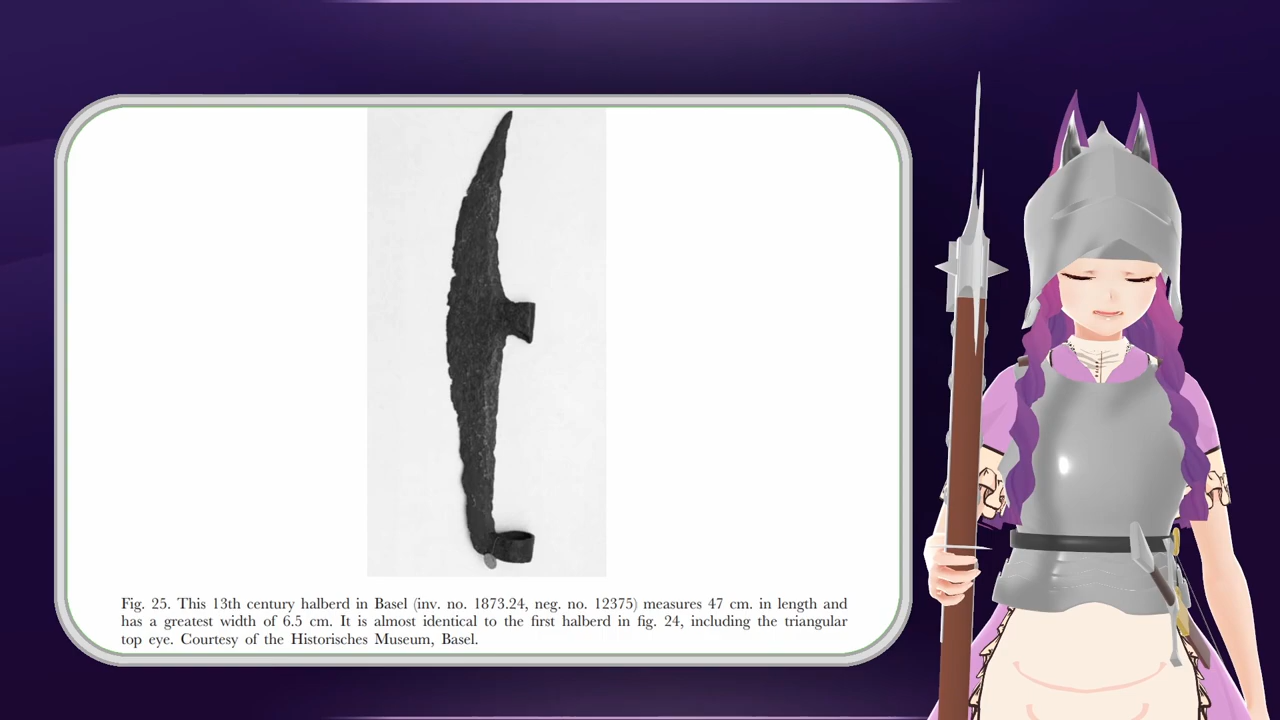 Fig. 25. This 13th century halberd in Basel (inv. no. 1873.24, neg. no. 12375) measures 47 cm. in length and
has a greatest width of 6.5 cm. It is almost identical to the first halberd in fig. 24, including the triangular
top eye. Courtesy of the Historisches Museum, Basel.